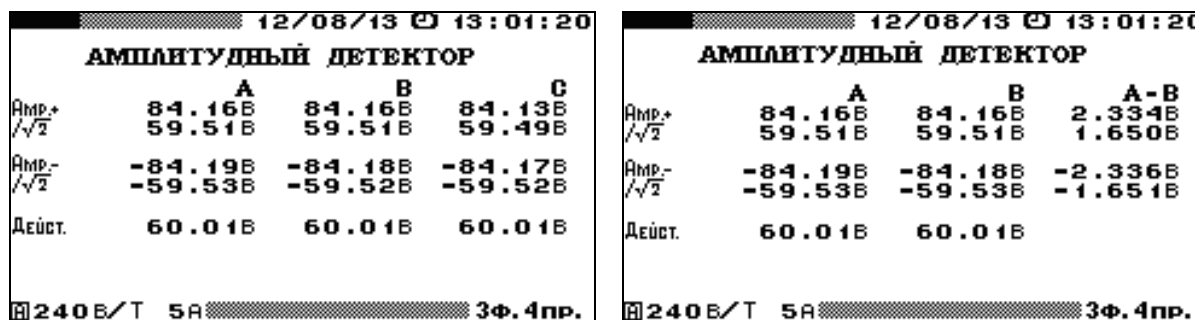 12/08/13 13:01:20
АМПЛИТУДНЫЙ ДЕТЕКТОР
A B C
Амр.+ 84.16В 84.16В 84.13В
/√2 59.51В 59.51В 59.49В
Амр.- -84.19В -84.18В -84.17В
/√2 -59.53В -59.52В -59.52В
Дейст. 60.01В 60.01В 60.01В
А 240В/Т 5А 3ф.4пр.
12/08/13 13:01:20
АМПЛИТУДНЫЙ ДЕТЕКТОР
A B A-B
Амр.+ 84.16В 84.16В 2.334В
/√2 59.51В 59.51В 1.650В
Амр.- -84.19В -84.18В -2.336В
/√2 -59.53В -59.53В -1.651В
Дейст. 60.01В 60.01В
А 240В/Т 5А 3ф.4пр.